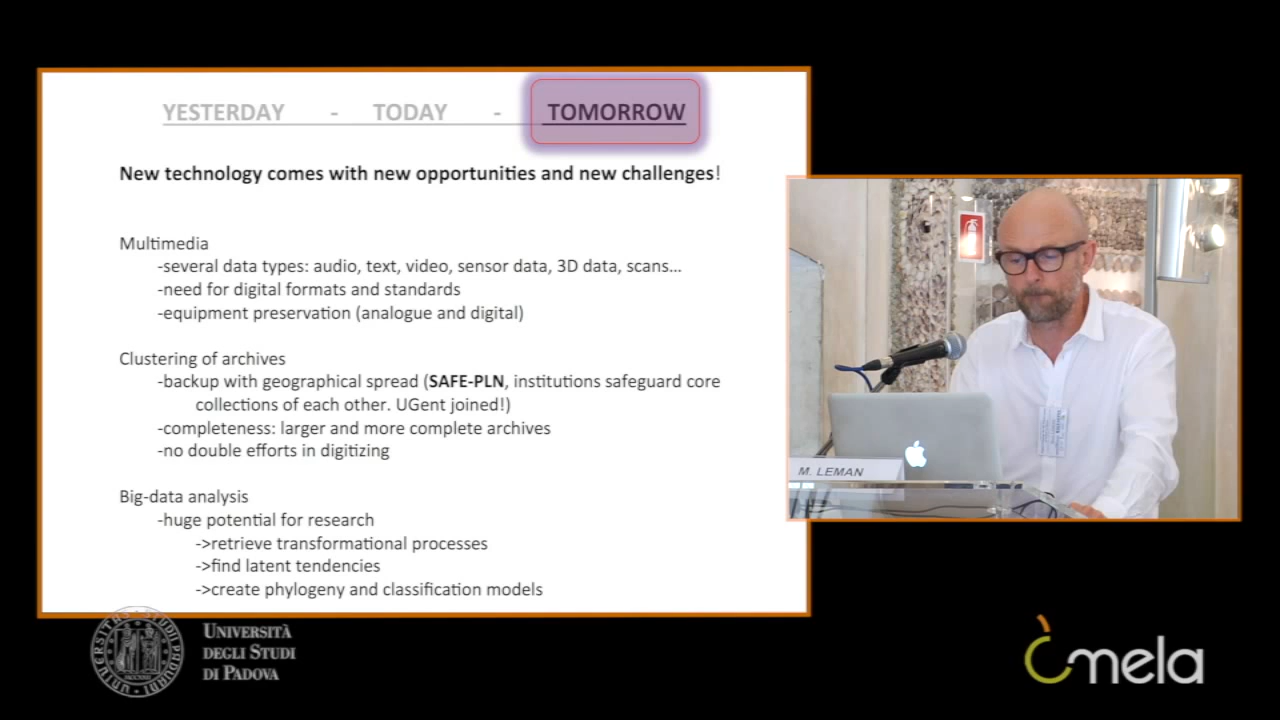 YESTERDAY - TODAY - TOMORROW
New technology comes with new opportunities and new challenges!
Multimedia
-several data types: audio, text, video, sensor data, 3D data, scans...
-need for digital formats and standards
-equipment preservation (analogue and digital)
Clustering of archives
-backup with geographical spread (SAFE-PLN, institutions safeguard core
collections of each other. UGent joined!)
-completeness: larger and more complete archives
-no double efforts in digitizing
Big-data analysis
-huge potential for research
->retrieve transformational processes
->find latent tendencies
->create phylogeny and classification models
M. LEMAN
UNIVERSITÀ
DEGLI STUDI
DI PADOVA
mela